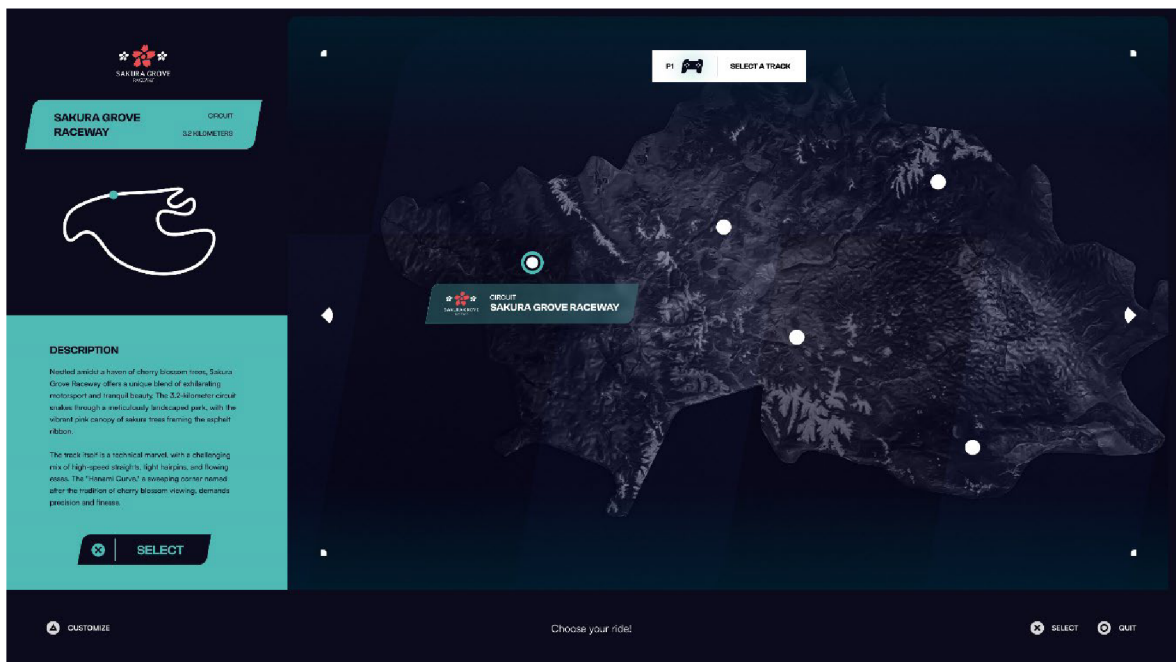 SAKURA GROVE
RACEWAY
SAKURA GROVE
RACEWAY
CIRCUIT
3.2 KILOMETERS
DESCRIPTION
Nestled amidst a haven of cherry blossom trees, Sakura
Grove Raceway offers a unique blend of exhilarating
motorsport and tranquil beauty. The 3.2-kilometer circuit
snakes through a meticulously landscaped park, with the
vibrant pink canopy of sakura trees framing the asphalt
ribbon.
The track itself is a technical marvel, with a challenging
mix of high-speed straights, tight hairpins, and flowing
esses. The "Hanami Curve," a sweeping corner named
after the tradition of cherry blossom viewing, demands
precision and finesse.
SELECT
P1
SELECT A TRACK
SAKURA GROVE
CIRCUIT
SAKURA GROVE RACEWAY
CUSTOMIZE
Choose your ride!
SELECT
QUIT